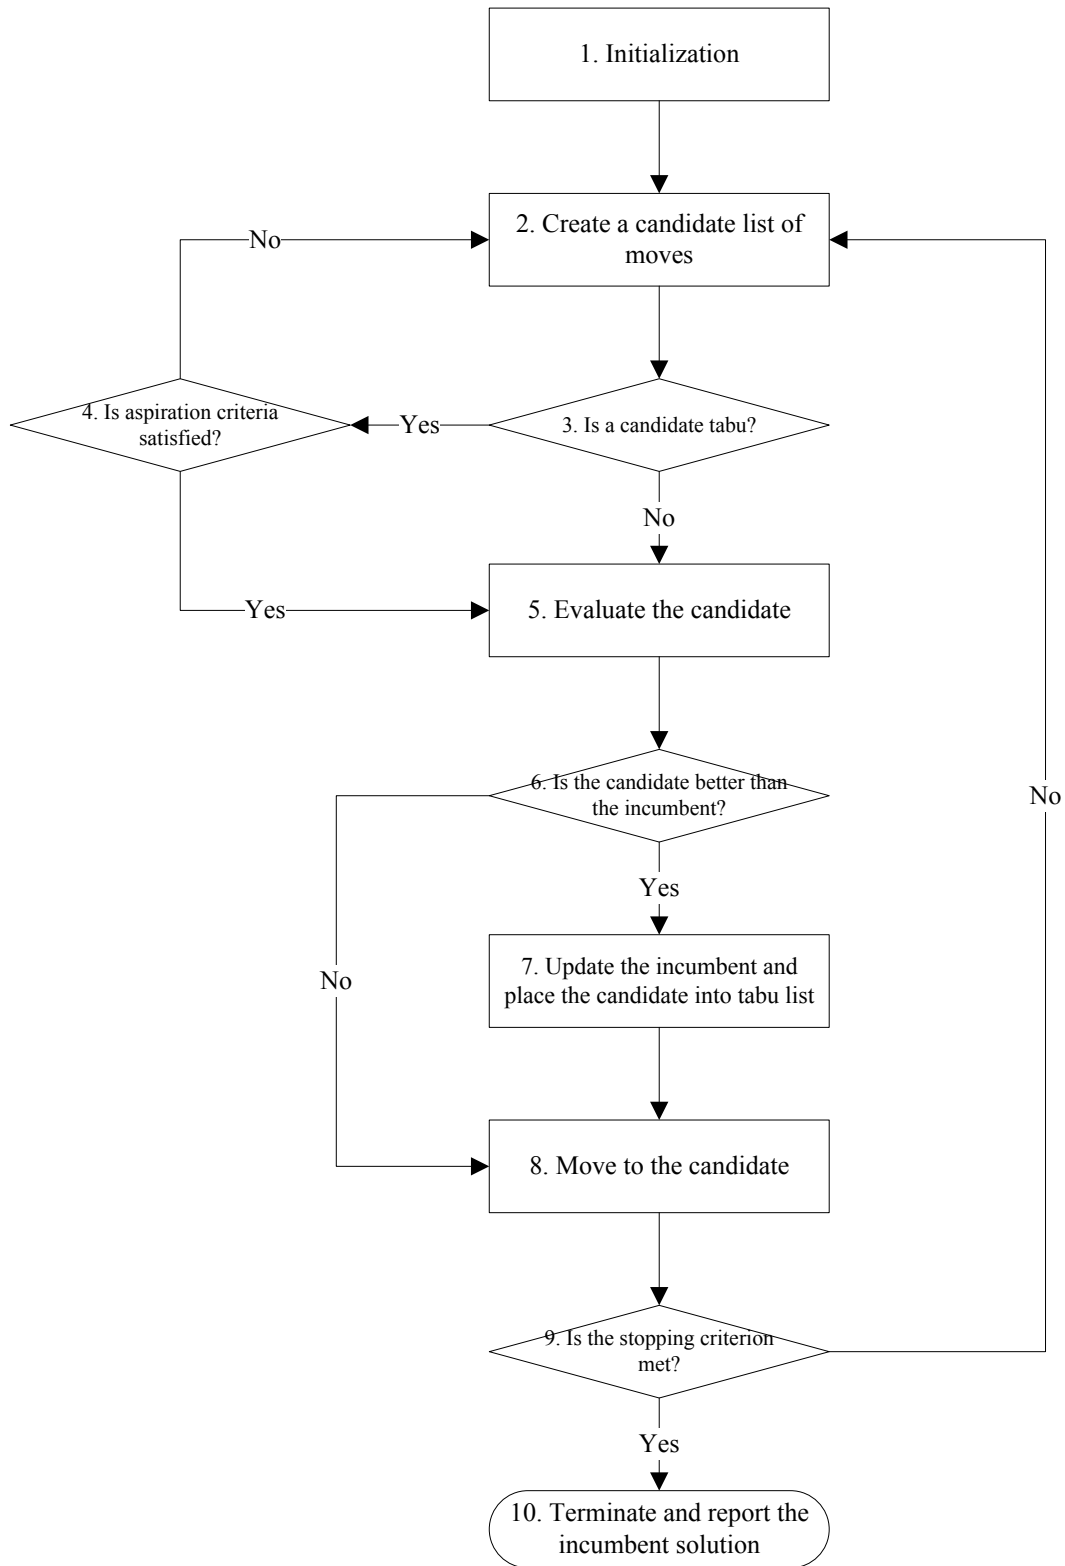 1. Initialization
2. Create a candidate list of
moves
No
4. Is aspiration criteria
satisfied?
Yes
3. Is a candidate tabu?
No
Yes
5. Evaluate the candidate
6. Is the candidate better than
the incumbent?
No
Yes
7. Update the incumbent and
place the candidate into tabu list
No
8. Move to the candidate
9. Is the stopping criterion
met?
Yes
10. Terminate and report the
incumbent solution